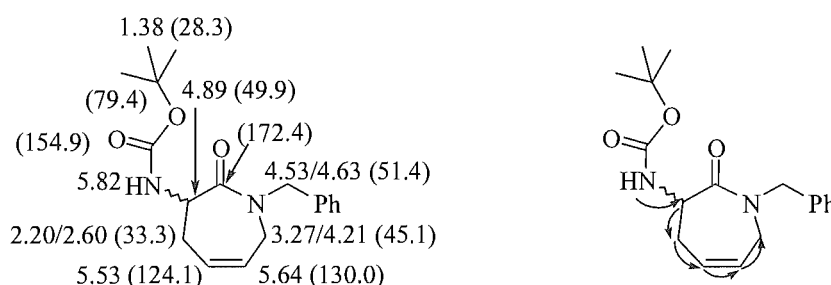 1.38 (28.3)
(79.4)
4.89 (49.9)
O
(154.9)
O
(172.4)
O
5.82 HN
4.53/4.63 (51.4)
N
Ph
2.20/2.60 (33.3)
3.27/4.21 (45.1)
5.53 (124.1)
5.64 (130.0)
O
O
O
HN
N
Ph